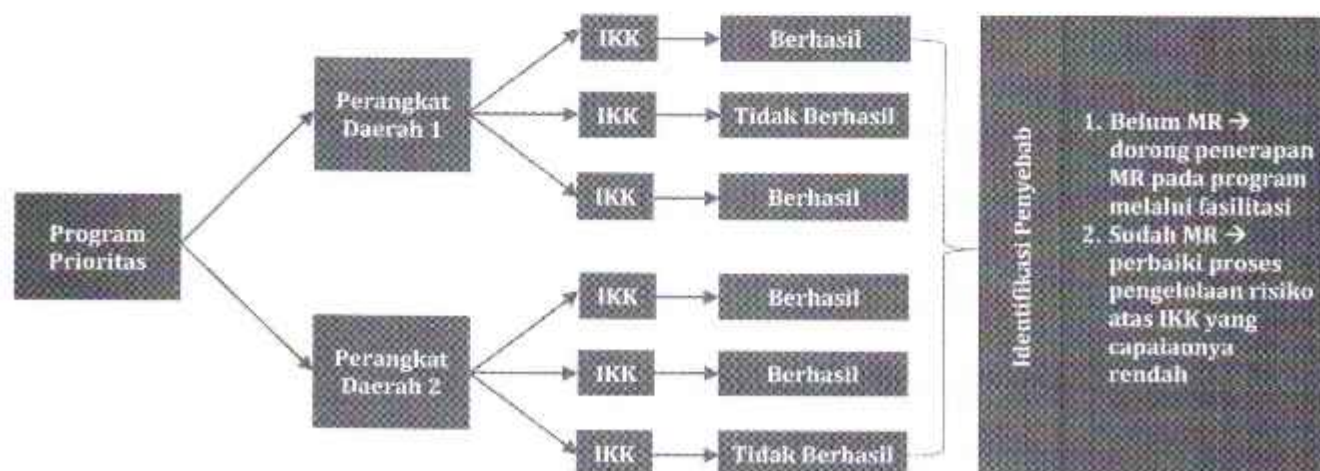 Program
Prioritas
Perangkat
Daerah 1
IKK
Berhasil
IKK
Tidak Berhasil
IKK
Berhasil
Perangkat
Daerah 2
IKK
Berhasil
IKK
Berhasil
IKK
Tidak Berhasil
Identifikasi Penyebab
1. Belum MR →
dorong penerapan
MR pada program
melalui fasilitasi
2. Sudah MR →
perbaiki proses
pengelolaan risiko
atas IKK yang
capaiannya
rendah